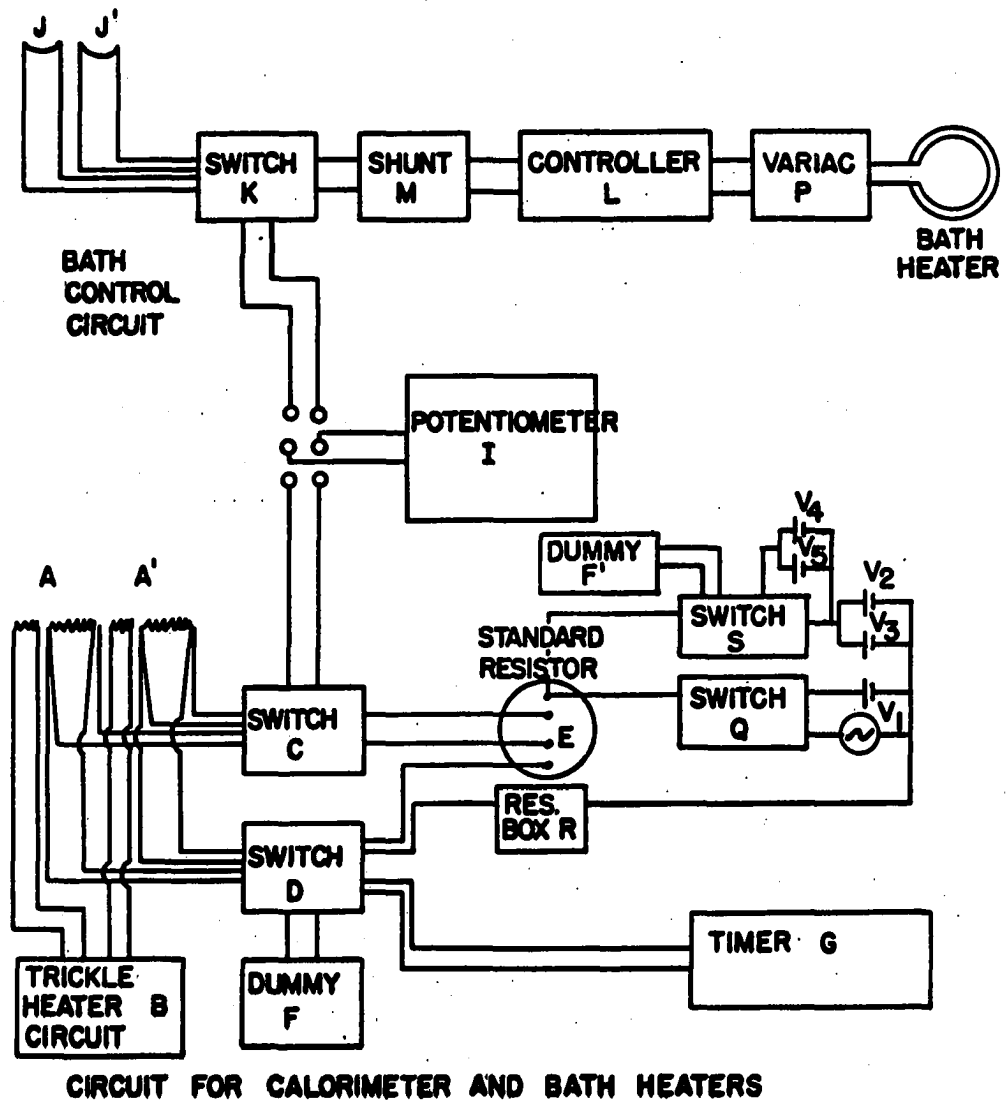 J J'
SWITCH
K
SHUNT
M
CONTROLLER
L
VARIAC
P
BATH
HEATER
BATH
CONTROL
CIRCUIT
POTENTIOMETER
I
V4
V5
DUMMY
F'
V2
V3
A A'
SWITCH
S
STANDARD
RESISTOR
SWITCH
Q
V1
SWITCH
C
E
RES.
BOX R
SWITCH
D
TIMER G
TRICKLE
HEATER B
CIRCUIT
DUMMY
F
CIRCUIT FOR CALORIMETER AND BATH HEATERS